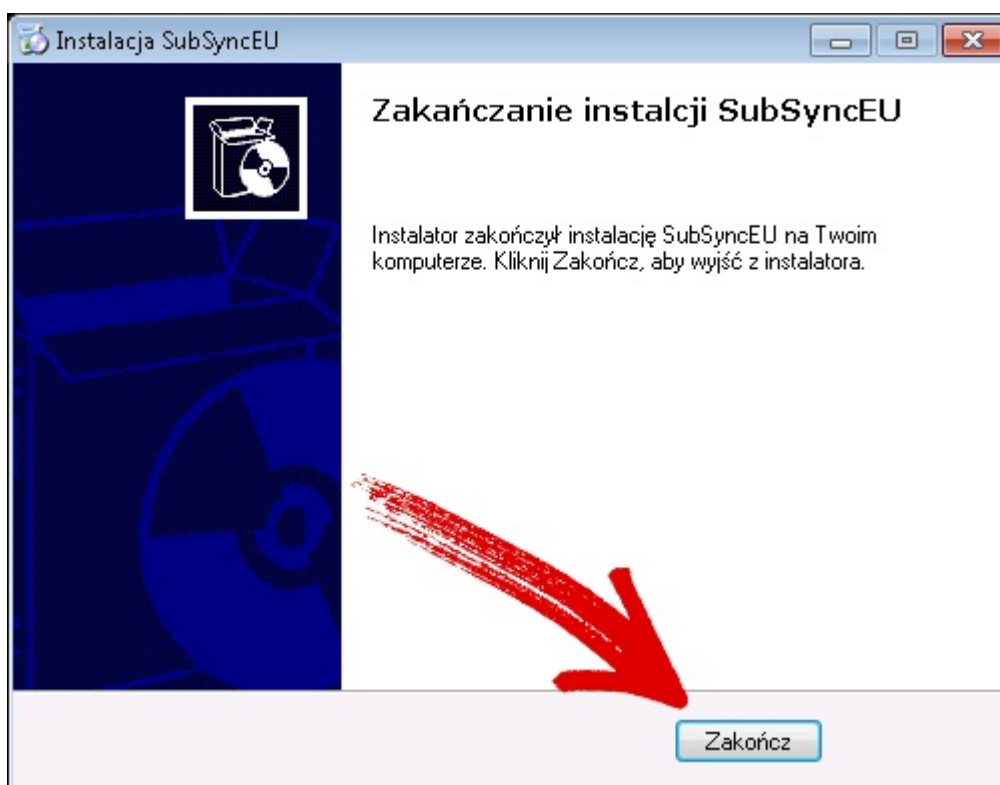 Instalacja SubSyncEU
Zakańczanie instalcji SubSyncEU
Instalator zakończył instalację SubSyncEU na Twoim
komputerze. Kliknij Zakończ, aby wyjść z instalatora.
Zakończ